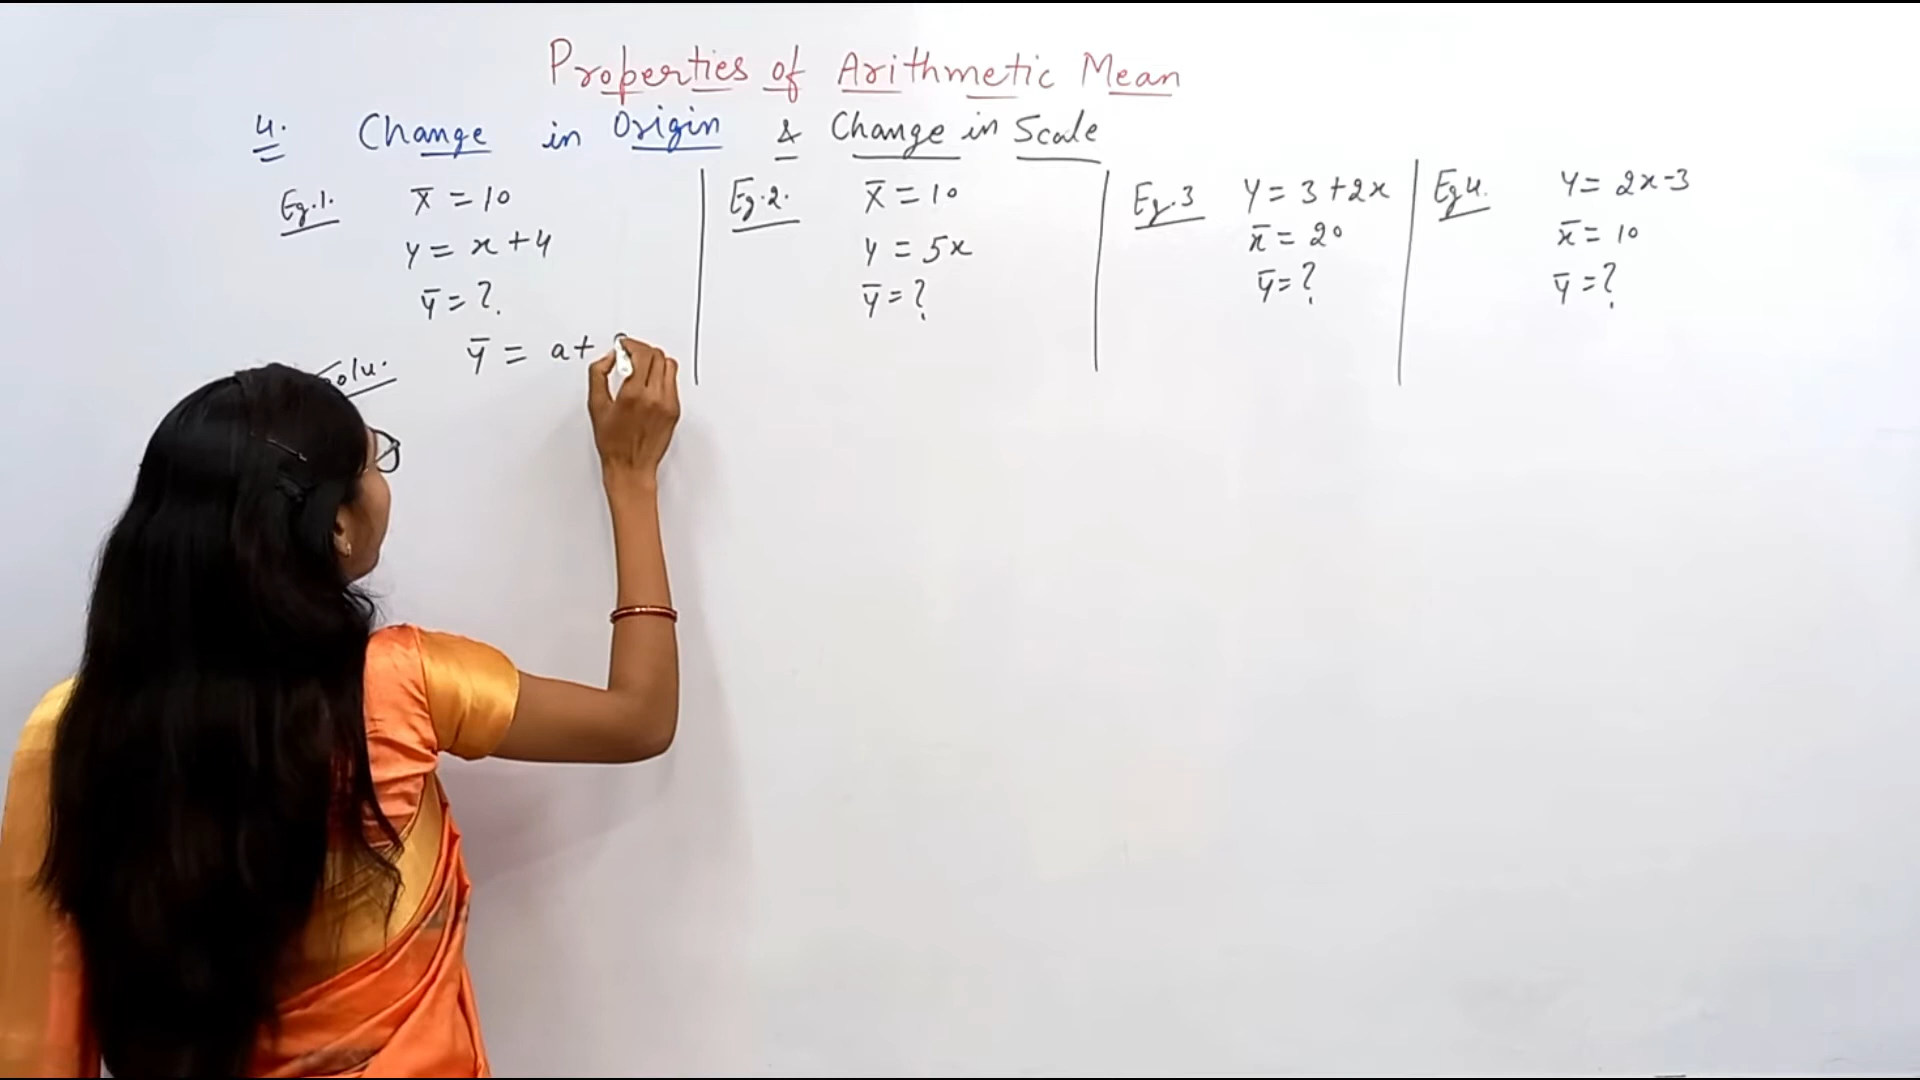 Properties of Arithmetic Mean
4. Change in Origin & Change in Scale
Eg.1. X̅ = 10
y = x + 4
y̅ = ?.
Solu. y̅ = a +
Eg.2. X̅ = 10
y = 5x
y̅ = ?
Eg.3 Y = 3 + 2x
x̅ = 20
y̅ = ?
Eg 4. Y = 2x - 3
x̅ = 10
y̅ = ?